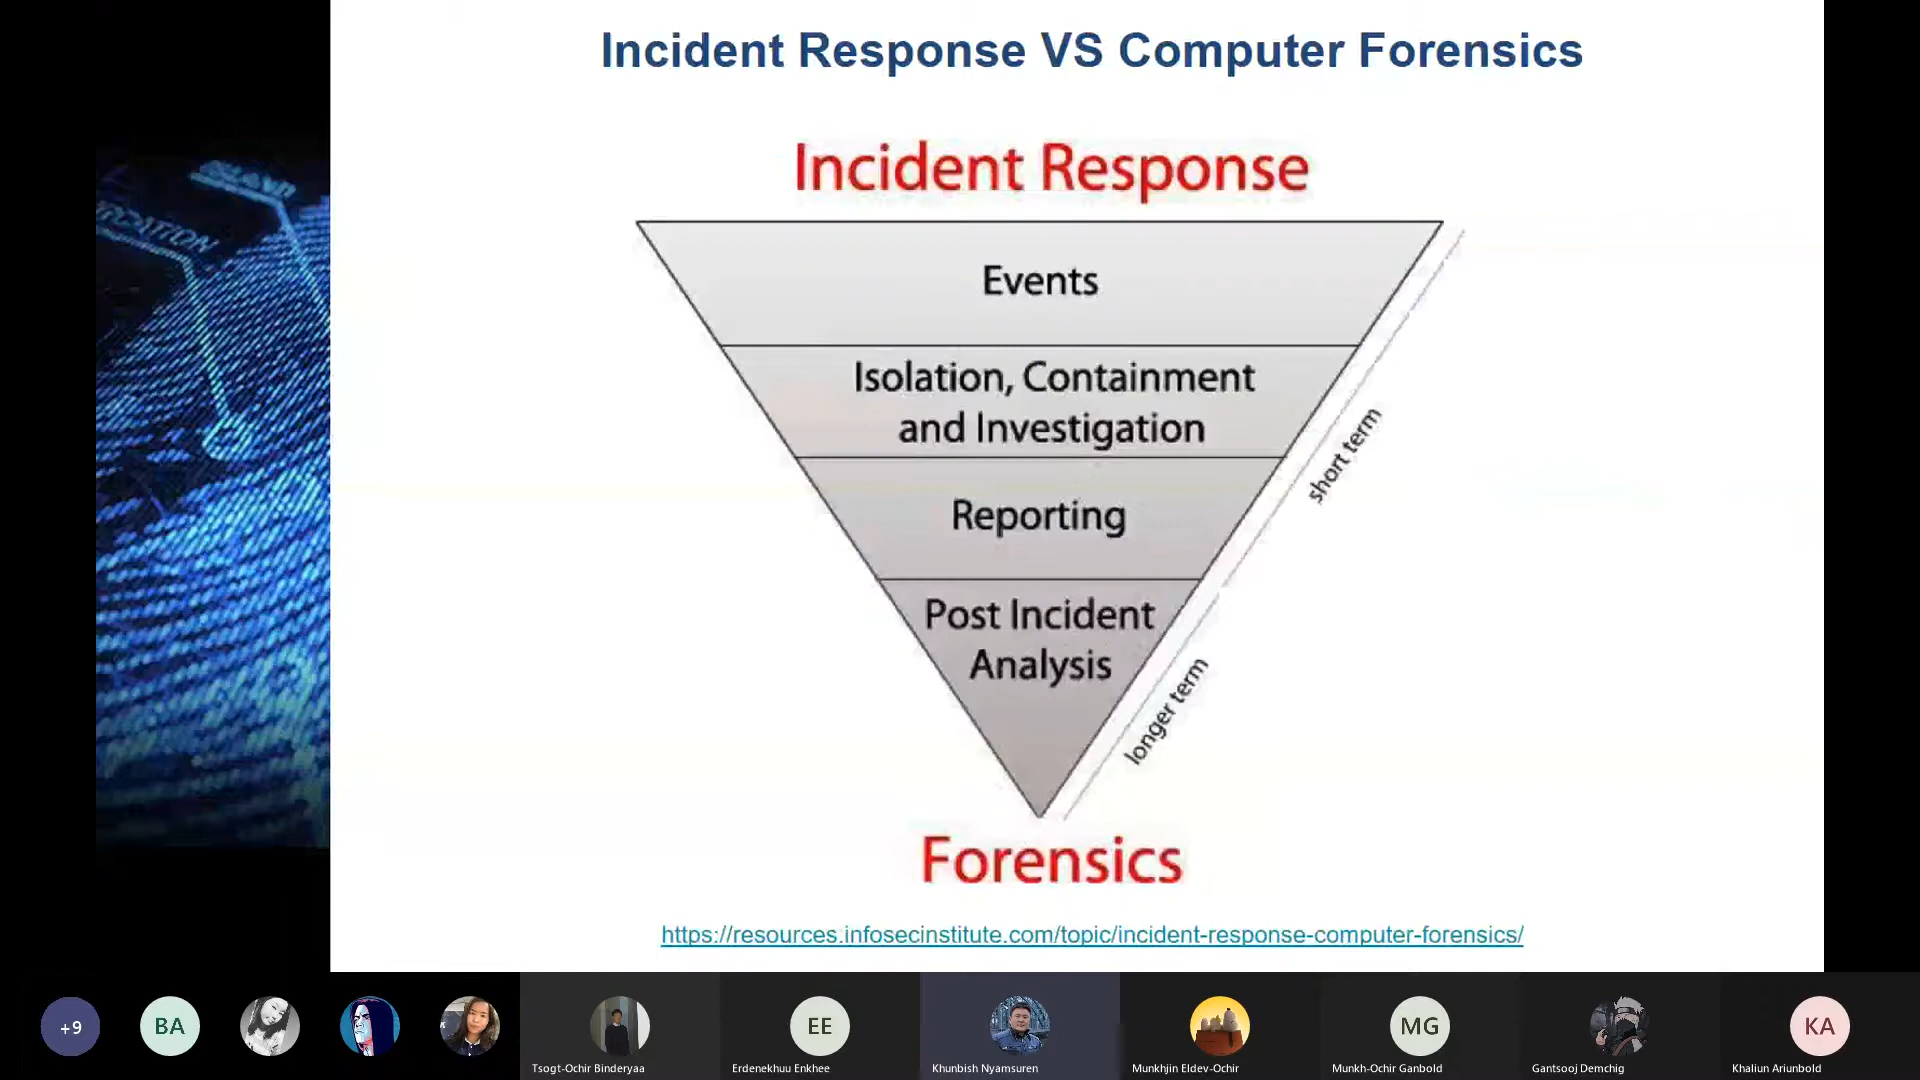 Incident Response VS Computer Forensics
Incident Response
Events
Isolation, Containment
and Investigation
Reporting
Post Incident
Analysis
short term
longer term
Forensics
https://resources.infosecinstitute.com/topic/incident-response-computer-forensics/
+9
BA
EE
MG
KA
Tsogt-Ochir Binderyaa
Erdenekhuu Enkhee
Khunbish Nyamsuren
Munkhjin Eldev-Ochir
Munkh-Ochir Ganbold
Gantsooj Demchig
Khaliun Ariunbold